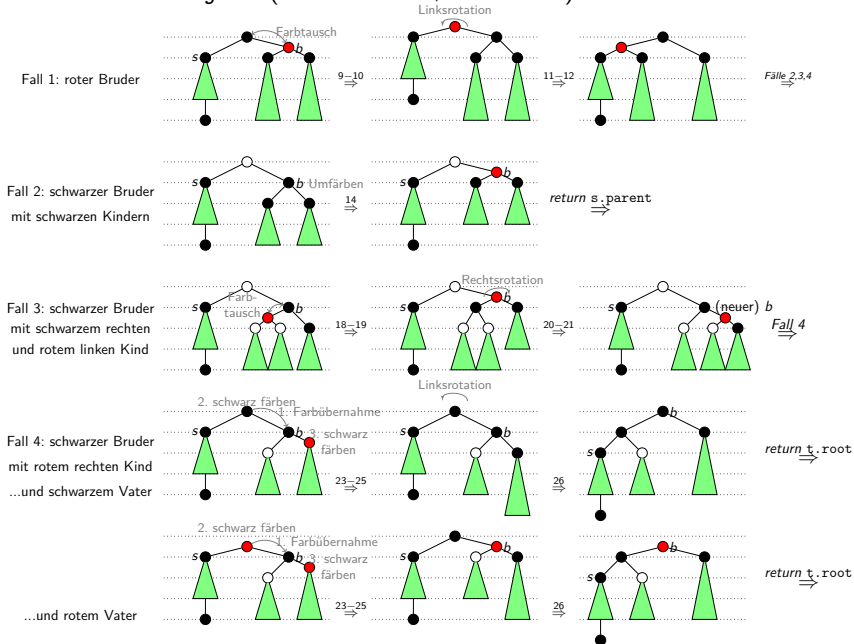 Linksrotation
Farbtausch
s b
Fall 1: roter Bruder
9−10
⇒
11−12
⇒
Fälle 2,3,4
⇒
Fall 2: schwarzer Bruder
mit schwarzen Kindern
s b Umfärben
14
⇒
s b
return s.parent
⇒
Fall 3: schwarzer Bruder
mit schwarzem rechten
und rotem linken Kind
s Farb-
tausch
b
18−19
⇒
Rechtsrotation
s b
20−21
⇒
s (neuer) b
Fall 4
⇒
Fall 4: schwarzer Bruder
mit rotem rechten Kind
...und schwarzem Vater
2. schwarz färben
1. Farbübernahme
s b 3. schwarz
färben
23−25
⇒
Linksrotation
s b
26
⇒
b
s
return t.root
⇒
...und rotem Vater
2. schwarz färben
1. Farbübernahme
s b 3. schwarz
färben
23−25
⇒
s b
26
⇒
b
s
return t.root
⇒